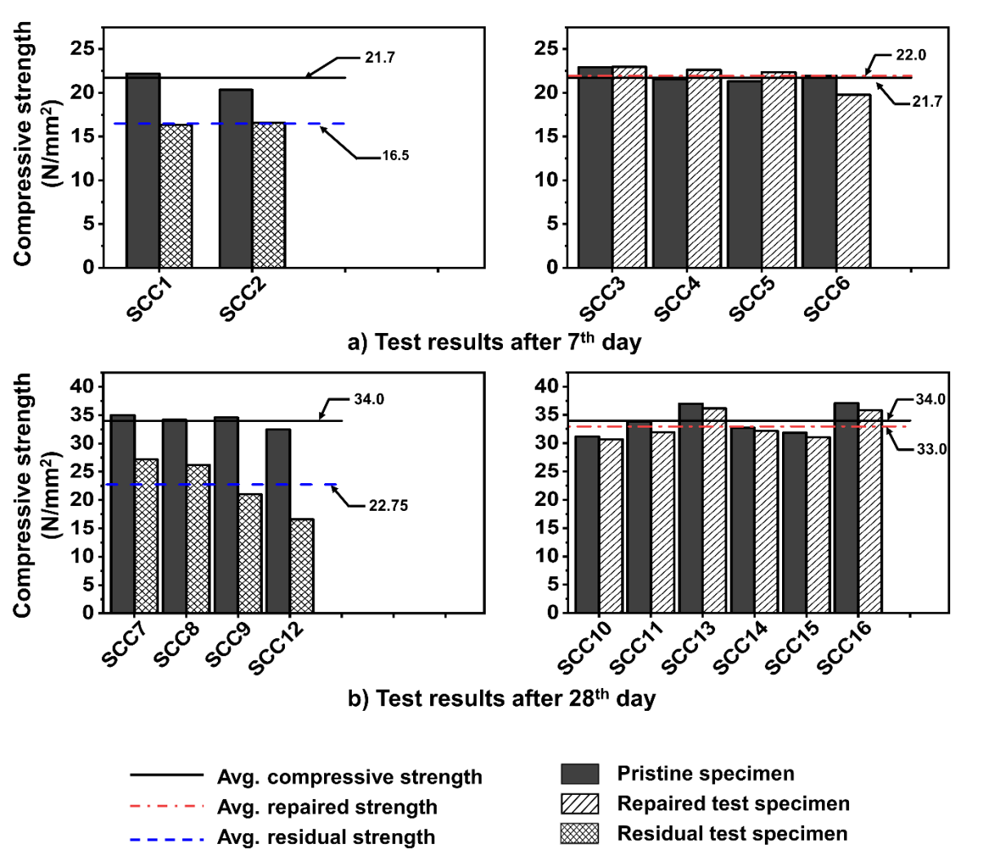 Compressive strength
(N/mm²)
25
20
15
10
5
0
21.7
16.5
SCC1
SCC2
25
20
15
10
5
0
22.0
21.7
SCC3
SCC4
SCC5
SCC6
a) Test results after 7th day
Compressive strength
(N/mm²)
40
35
30
25
20
15
10
5
0
34.0
22.75
SCC7
SCC8
SCC9
SCC12
40
35
30
25
20
15
10
5
0
34.0
33.0
SCC10
SCC11
SCC13
SCC14
SCC15
SCC16
b) Test results after 28th day
Avg. compressive strength
Avg. repaired strength
Avg. residual strength
Pristine specimen
Repaired test specimen
Residual test specimen